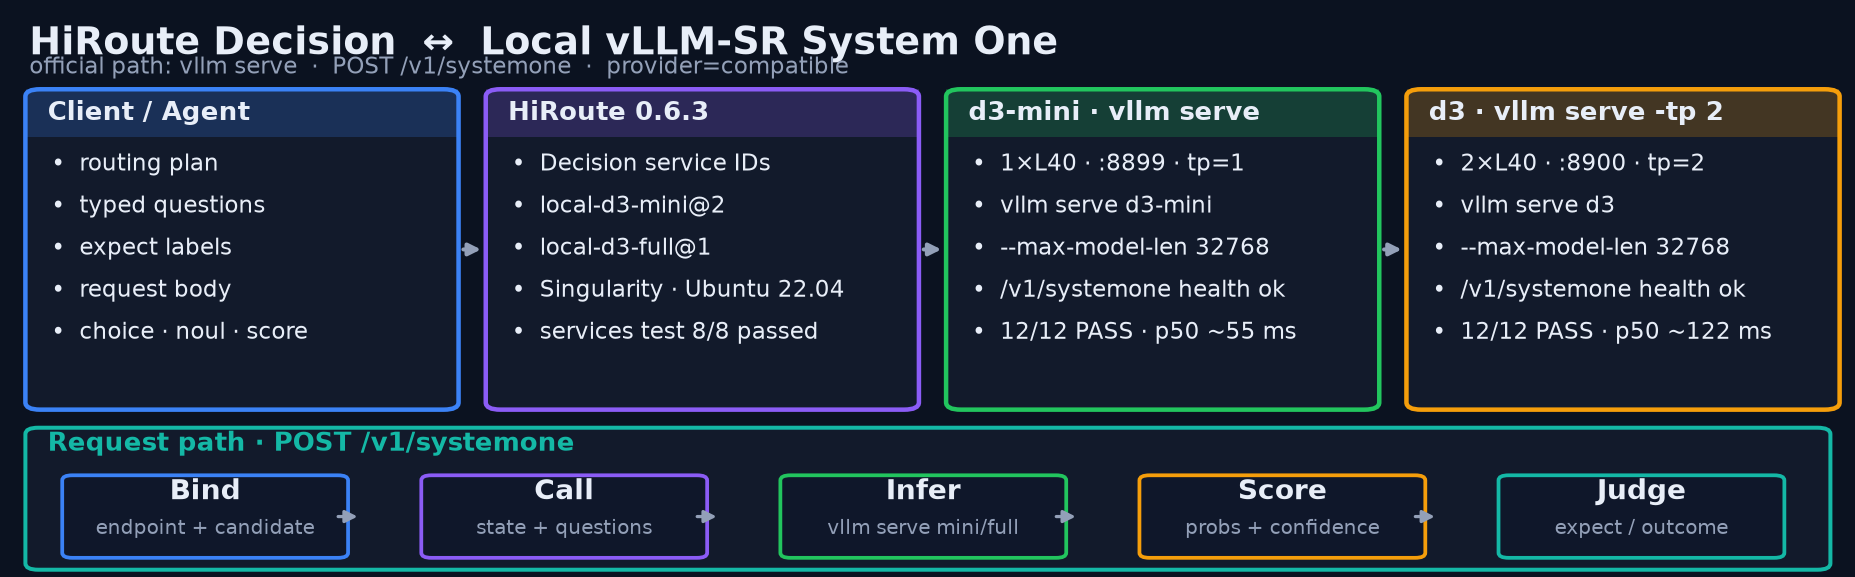 HiRoute Decision ↔ Local vLLM-SR System One
official path: vllm serve · POST /v1/systemone · provider=compatible
Client / Agent
• routing plan
• typed questions
• expect labels
• request body
• choice · noul · score
HiRoute 0.6.3
• Decision service IDs
• local-d3-mini@2
• local-d3-full@1
• Singularity · Ubuntu 22.04
• services test 8/8 passed
d3-mini · vllm serve
• 1×L40 · :8899 · tp=1
• vllm serve d3-mini
• --max-model-len 32768
• /v1/systemone health ok
• 12/12 PASS · p50 ~55 ms
d3 · vllm serve -tp 2
• 2×L40 · :8900 · tp=2
• vllm serve d3
• --max-model-len 32768
• /v1/systemone health ok
• 12/12 PASS · p50 ~122 ms
Request path · POST /v1/systemone
Bind
endpoint + candidate
Call
state + questions
Infer
vllm serve mini/full
Score
probs + confidence
Judge
expect / outcome